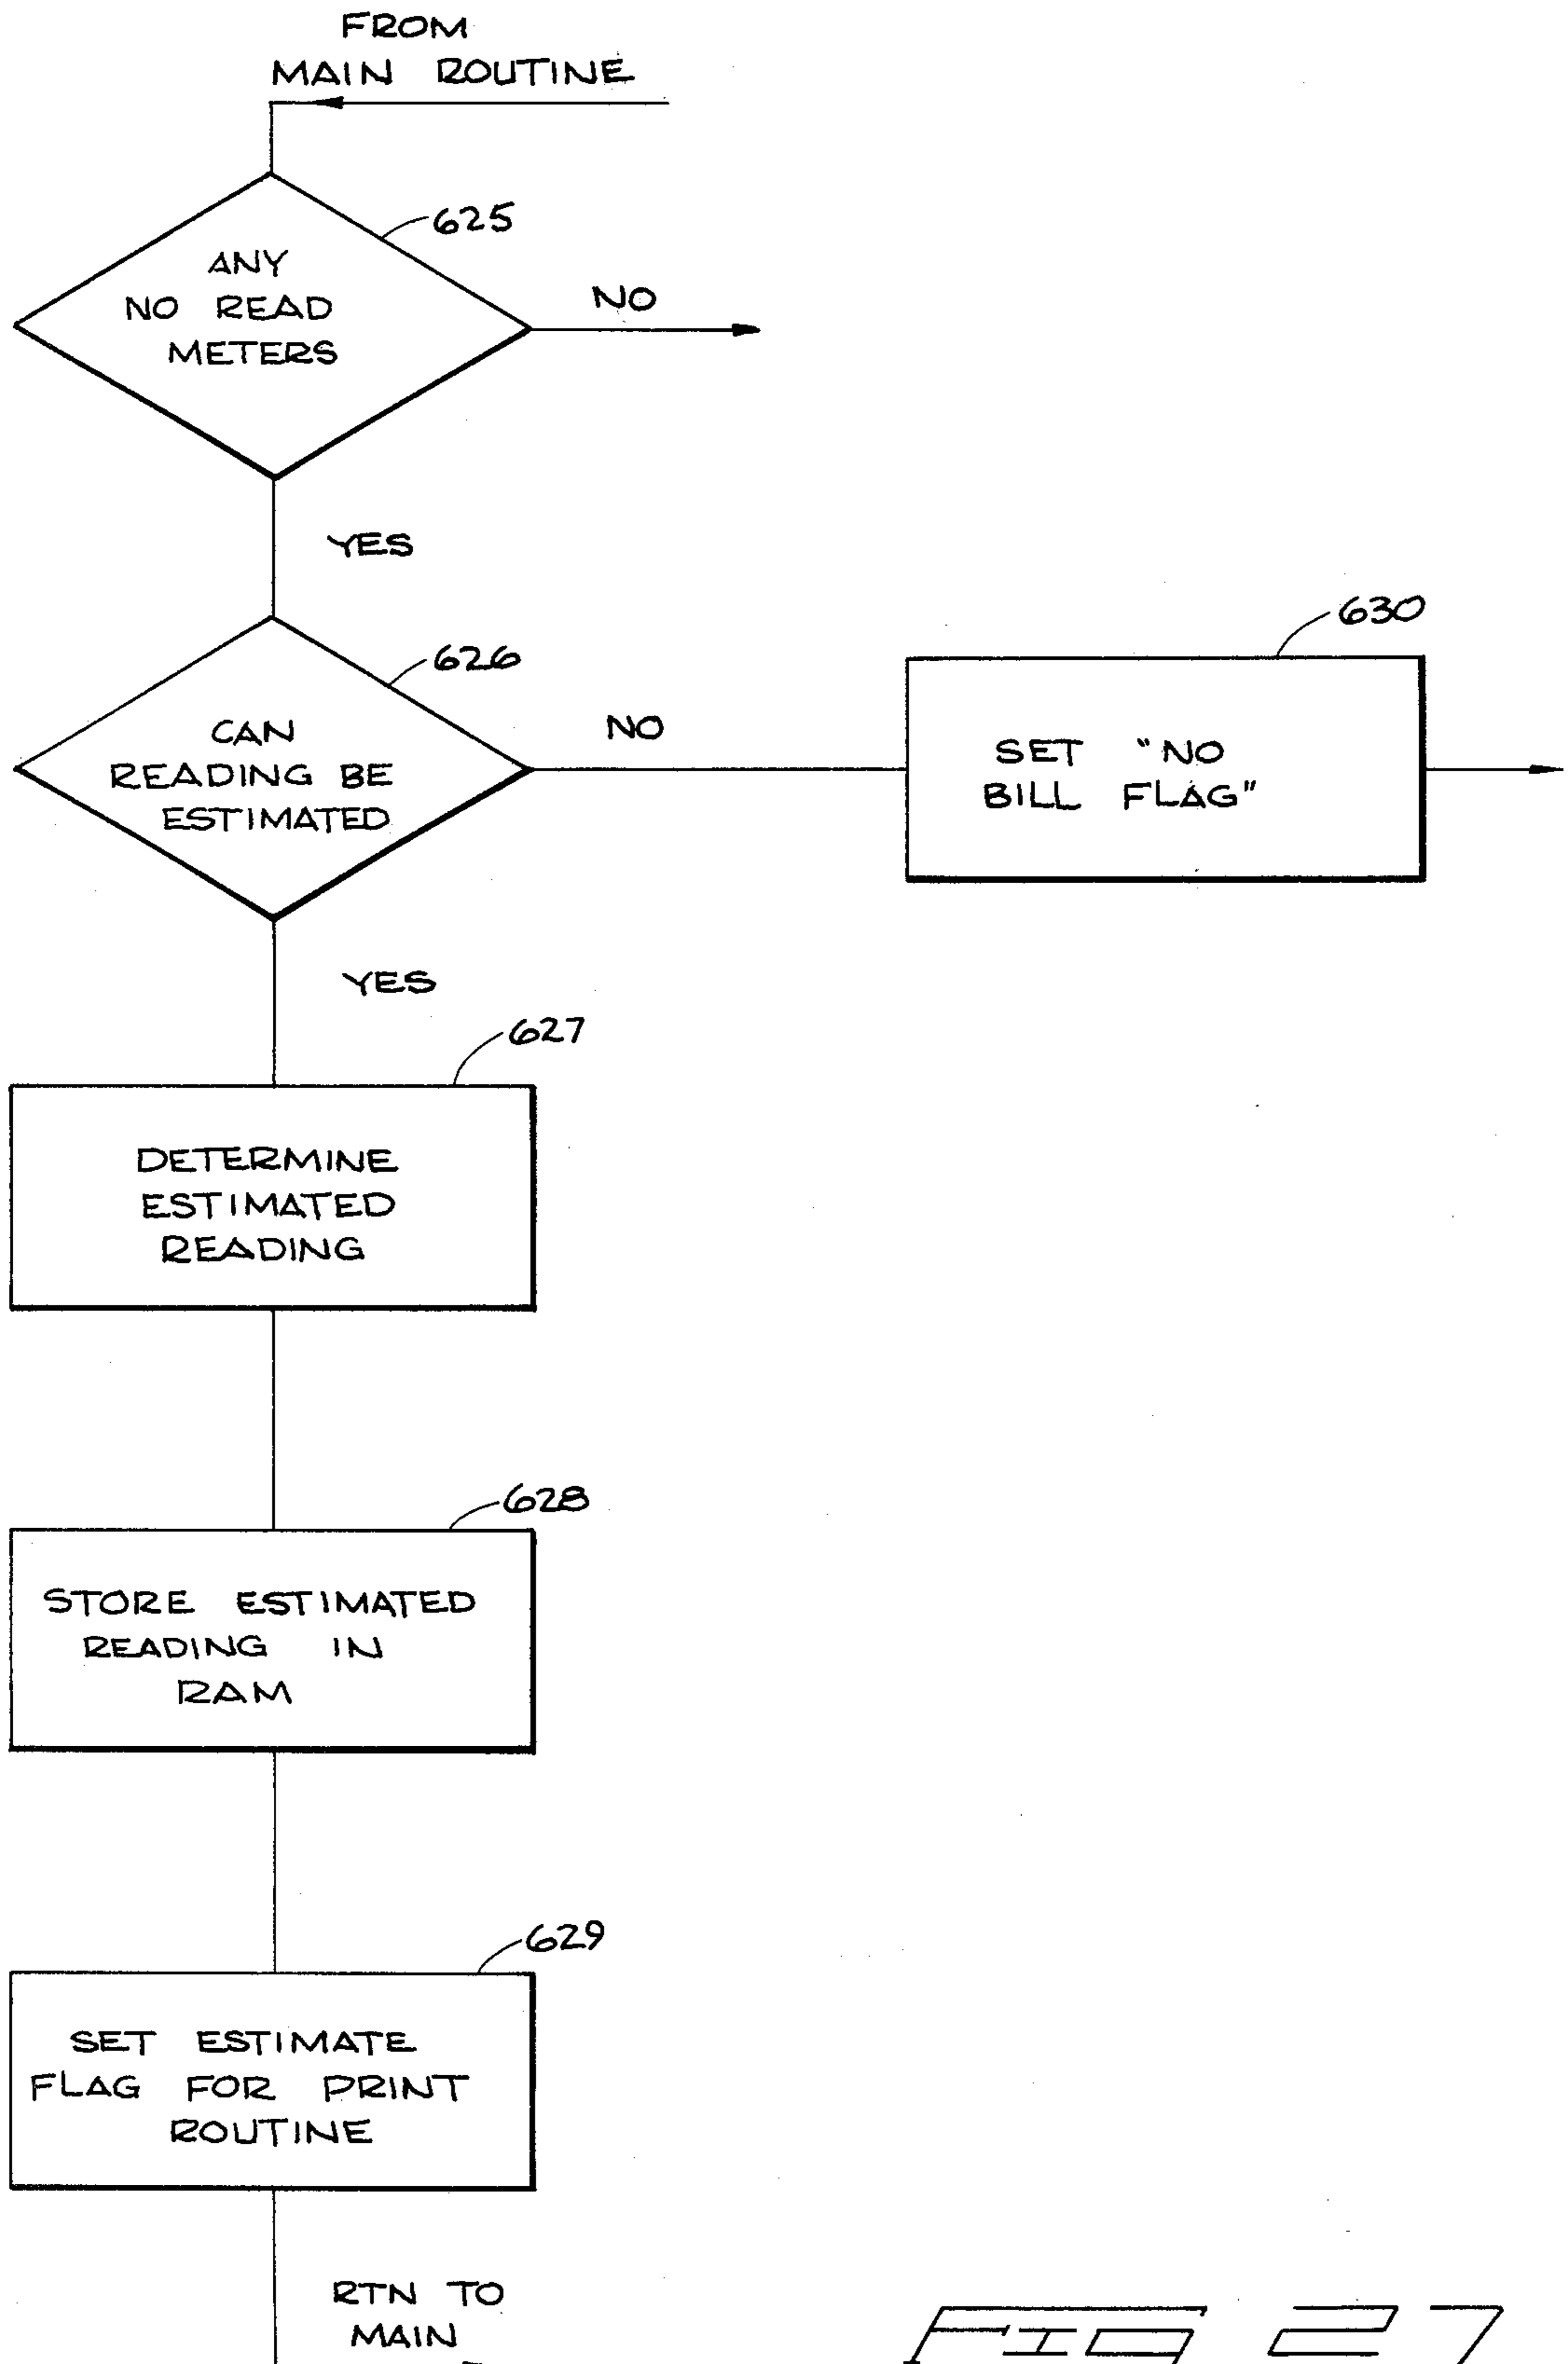 FROM
MAIN ROUTINE
625
ANY
NO READ
METERS
NO
YES
626
CAN
READING BE
ESTIMATED
NO
630
SET "NO
BILL FLAG"
YES
627
DETERMINE
ESTIMATED
READING
628
STORE ESTIMATED
READING IN
RAM
629
SET ESTIMATE
FLAG FOR PRINT
ROUTINE
RTN TO
MAIN
FIG 27